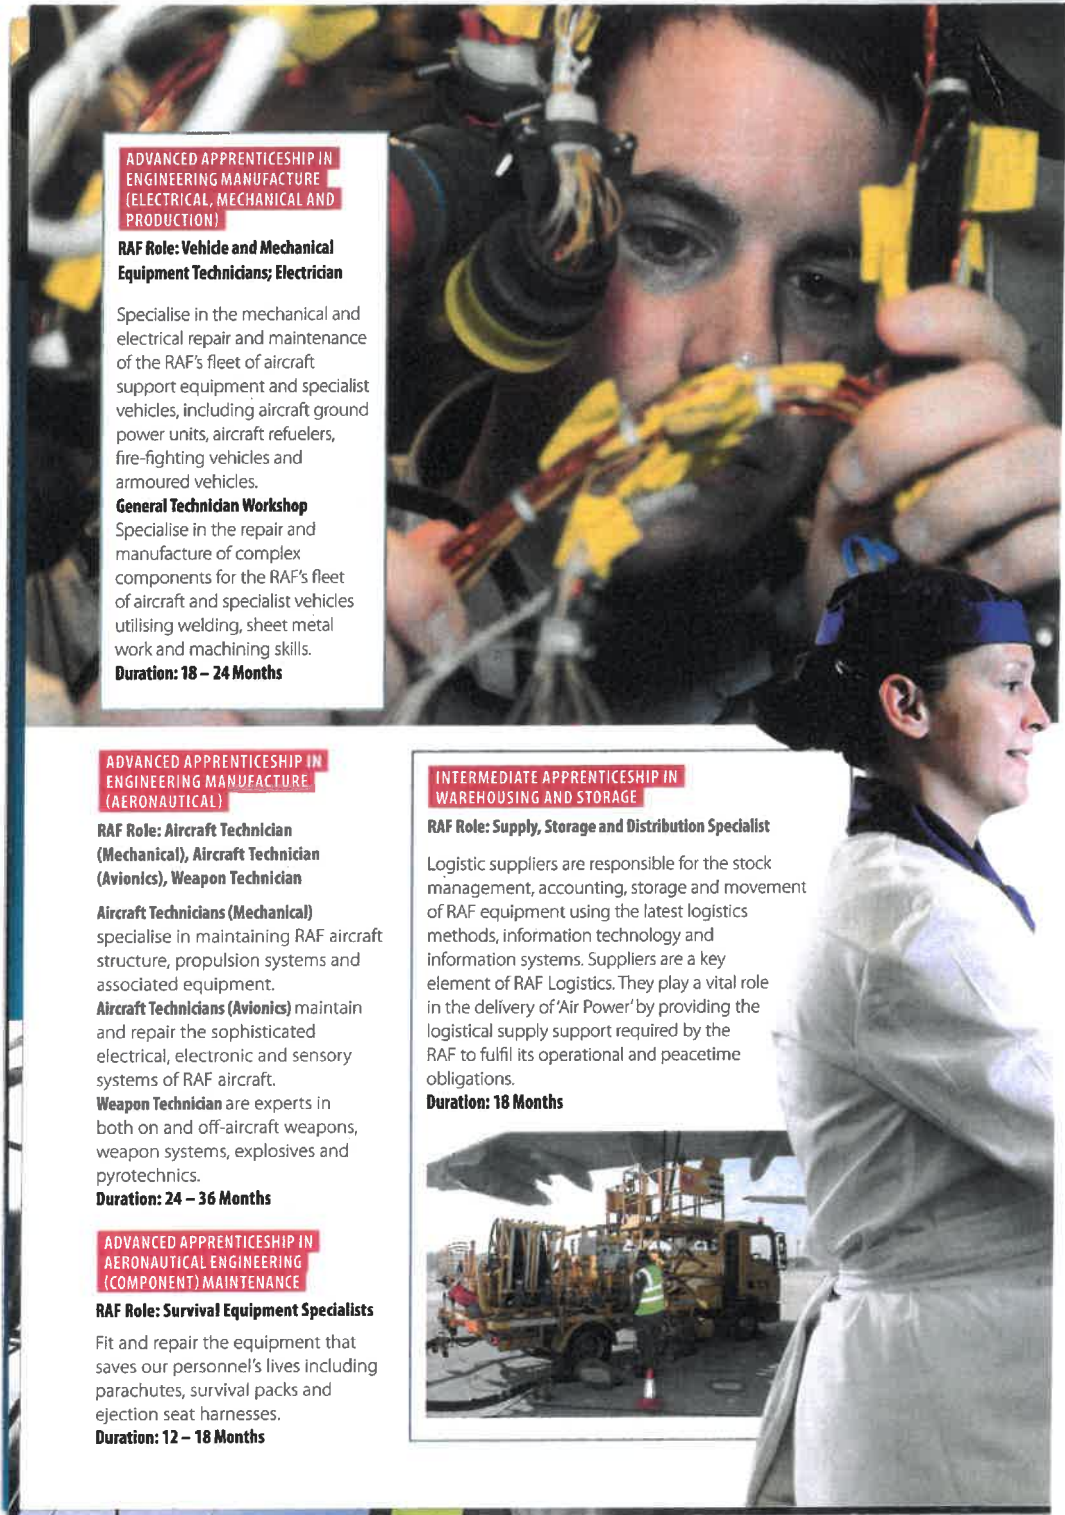 ADVANCED APPRENTICESHIP IN
ENGINEERING MANUFACTURE
(ELECTRICAL, MECHANICAL AND
PRODUCTION)
RAF Role: Vehicle and Mechanical
Equipment Technicians; Electrician
Specialise in the mechanical and
electrical repair and maintenance
of the RAF's fleet of aircraft
support equipment and specialist
vehicles, including aircraft ground
power units, aircraft refuelers,
fire-fighting vehicles and
armoured vehicles.
General Technician Workshop
Specialise in the repair and
manufacture of complex
components for the RAF's fleet
of aircraft and specialist vehicles
utilising welding, sheet metal
work and machining skills.
Duration: 18 – 24 Months
ADVANCED APPRENTICESHIP IN
ENGINEERING MANUFACTURE
(AERONAUTICAL)
RAF Role: Aircraft Technician
(Mechanical), Aircraft Technician
(Avionics), Weapon Technician
Aircraft Technicians (Mechanical)
specialise in maintaining RAF aircraft
structure, propulsion systems and
associated equipment.
Aircraft Technicians (Avionics) maintain
and repair the sophisticated
electrical, electronic and sensory
systems of RAF aircraft.
Weapon Technician are experts in
both on and off-aircraft weapons,
weapon systems, explosives and
pyrotechnics.
Duration: 24 – 36 Months
ADVANCED APPRENTICESHIP IN
AERONAUTICAL ENGINEERING
(COMPONENT) MAINTENANCE
RAF Role: Survival Equipment Specialists
Fit and repair the equipment that
saves our personnel's lives including
parachutes, survival packs and
ejection seat harnesses.
Duration: 12 – 18 Months
INTERMEDIATE APPRENTICESHIP IN
WAREHOUSING AND STORAGE
RAF Role: Supply, Storage and Distribution Specialist
Logistic suppliers are responsible for the stock
management, accounting, storage and movement
of RAF equipment using the latest logistics
methods, information technology and
information systems. Suppliers are a key
element of RAF Logistics. They play a vital role
in the delivery of 'Air Power' by providing the
logistical supply support required by the
RAF to fulfil its operational and peacetime
obligations.
Duration: 18 Months